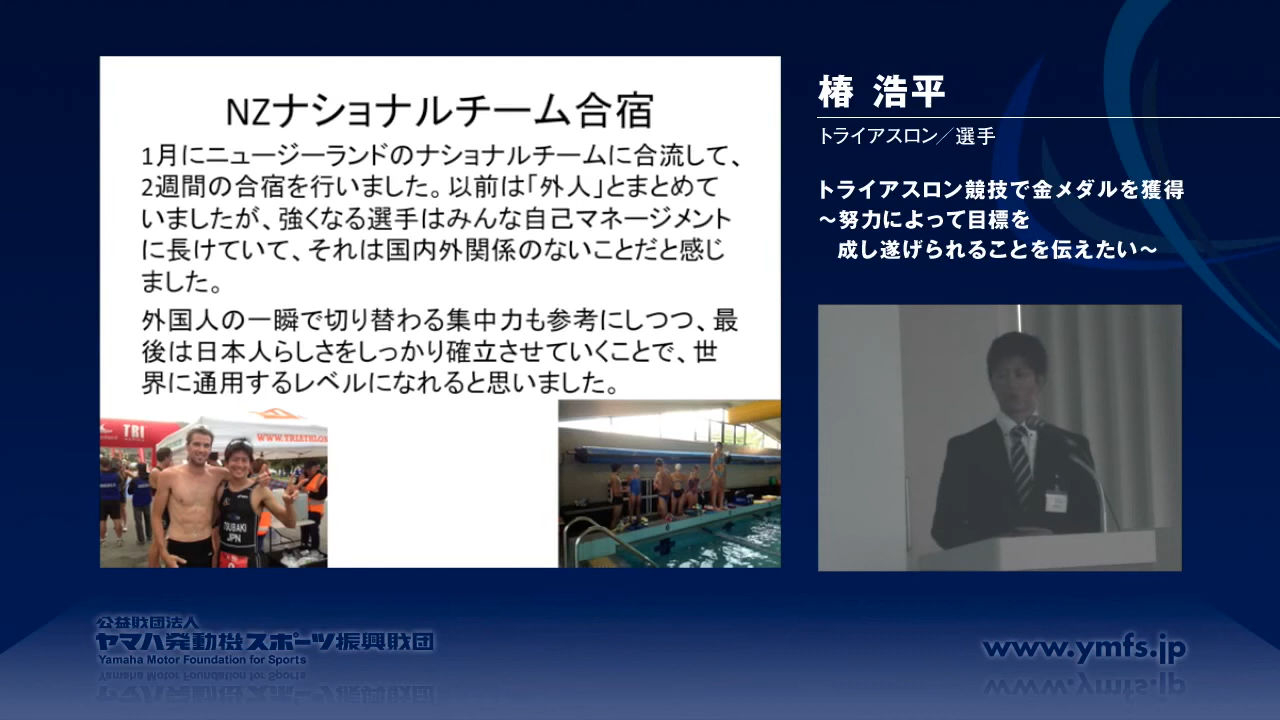 NZナショナルチーム合宿
1月にニュージーランドのナショナルチームに合流して、
2週間の合宿を行いました。以前は「外人」とまとめて
いましたが、強くなる選手はみんな自己マネージメント
に長けていて、それは国内外関係のないことだと感じ
ました。
外国人の一瞬で切り替わる集中力も参考にしつつ、最
後は日本人らしさをしっかり確立させていくことで、世
界に通用するレベルになれると思いました。
TRI
WWW.TRIATHLON
TSUBAKI
JPN
椿 浩平
トライアスロン/選手
トライアスロン競技で金メダルを獲得
～努力によって目標を
成し遂げられることを伝えたい～
公益財団法人
ヤマハ発動機スポーツ振興財団
Yamaha Motor Foundation for Sports
www.ymfs.jp